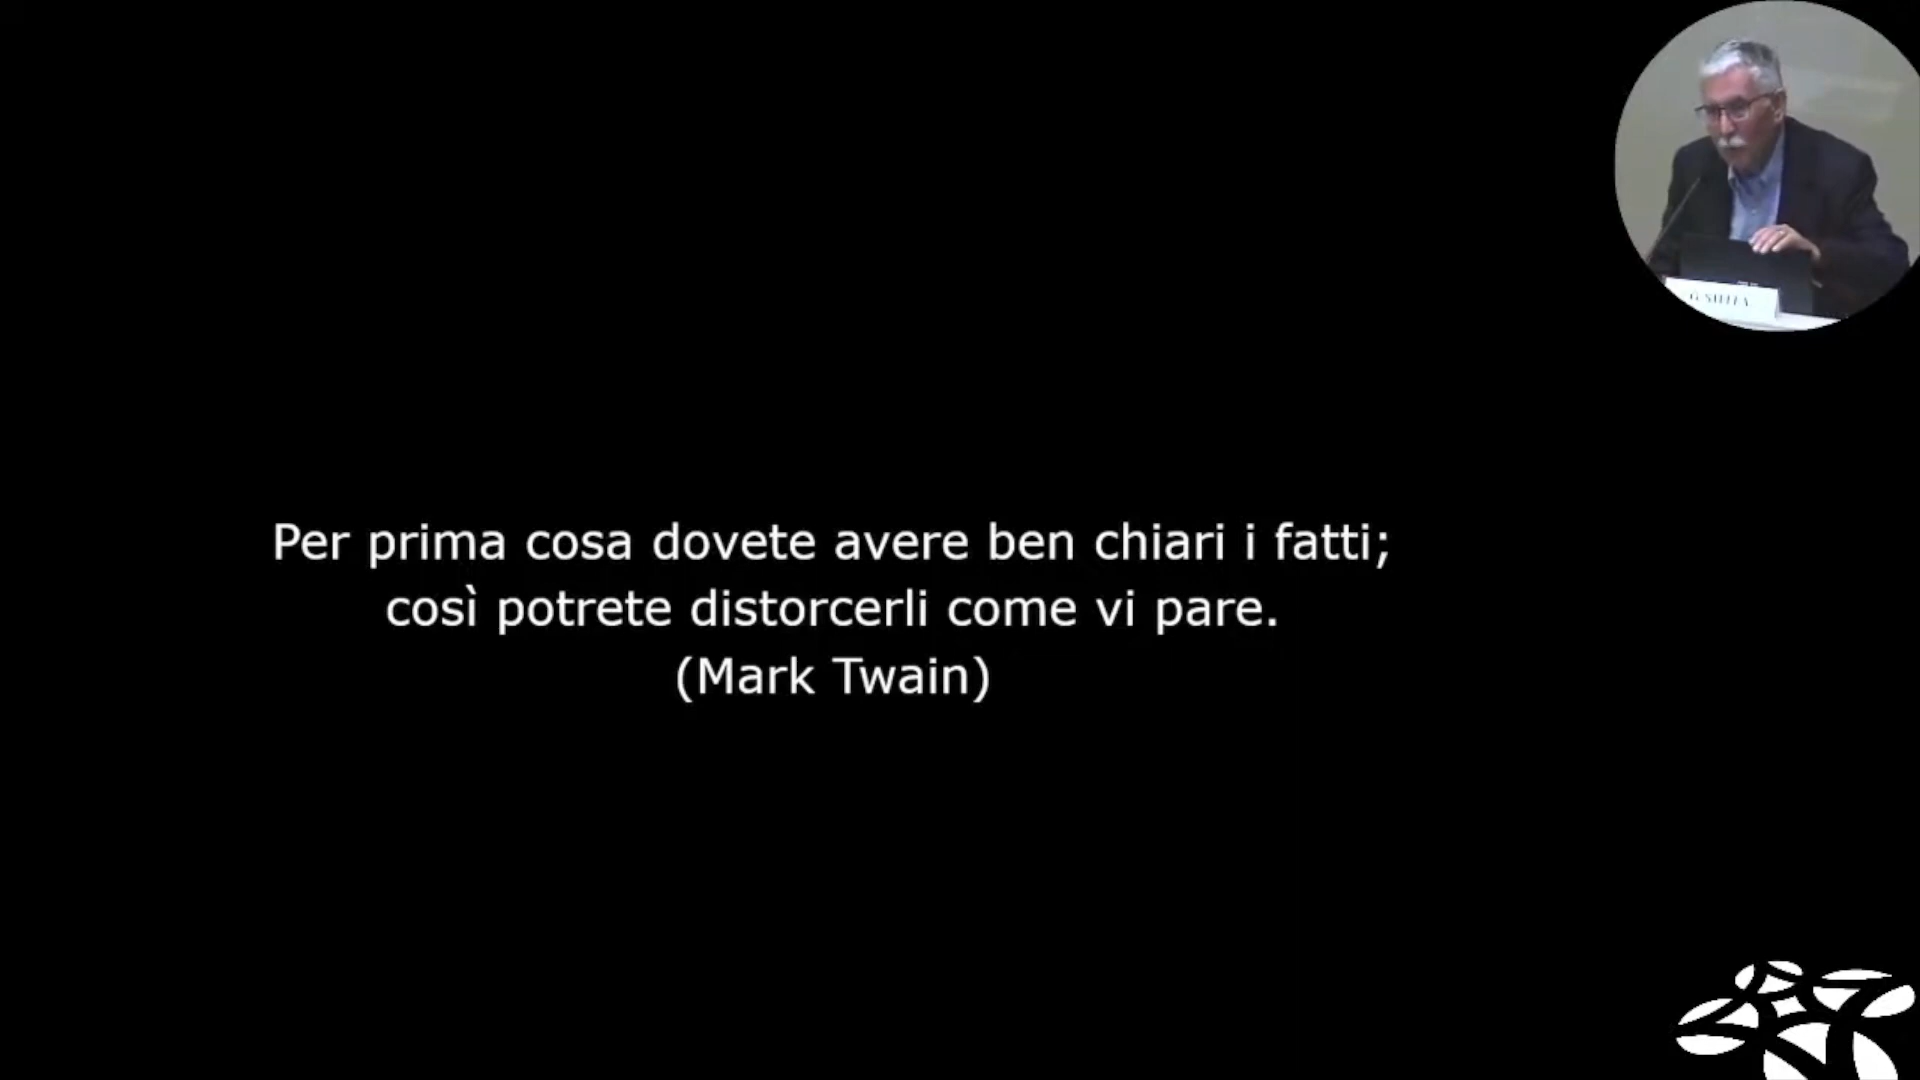 Per prima cosa dovete avere ben chiari i fatti;
così potrete distorcerli come vi pare.
(Mark Twain)